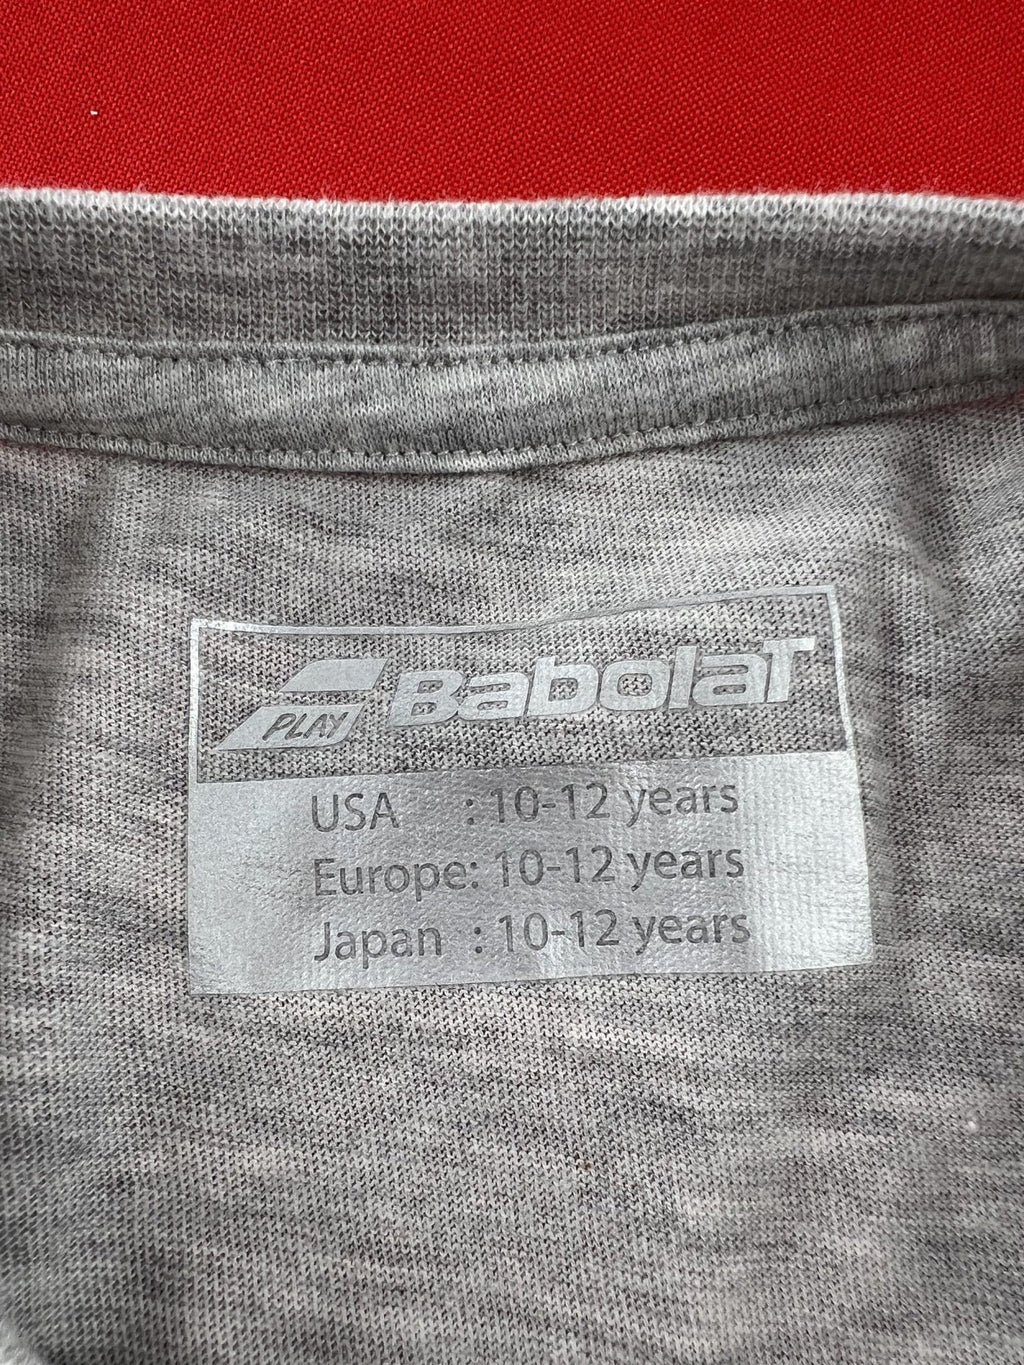 PLAY BabolaT
USA : 10-12 years
Europe: 10-12 years
Japan : 10-12 years